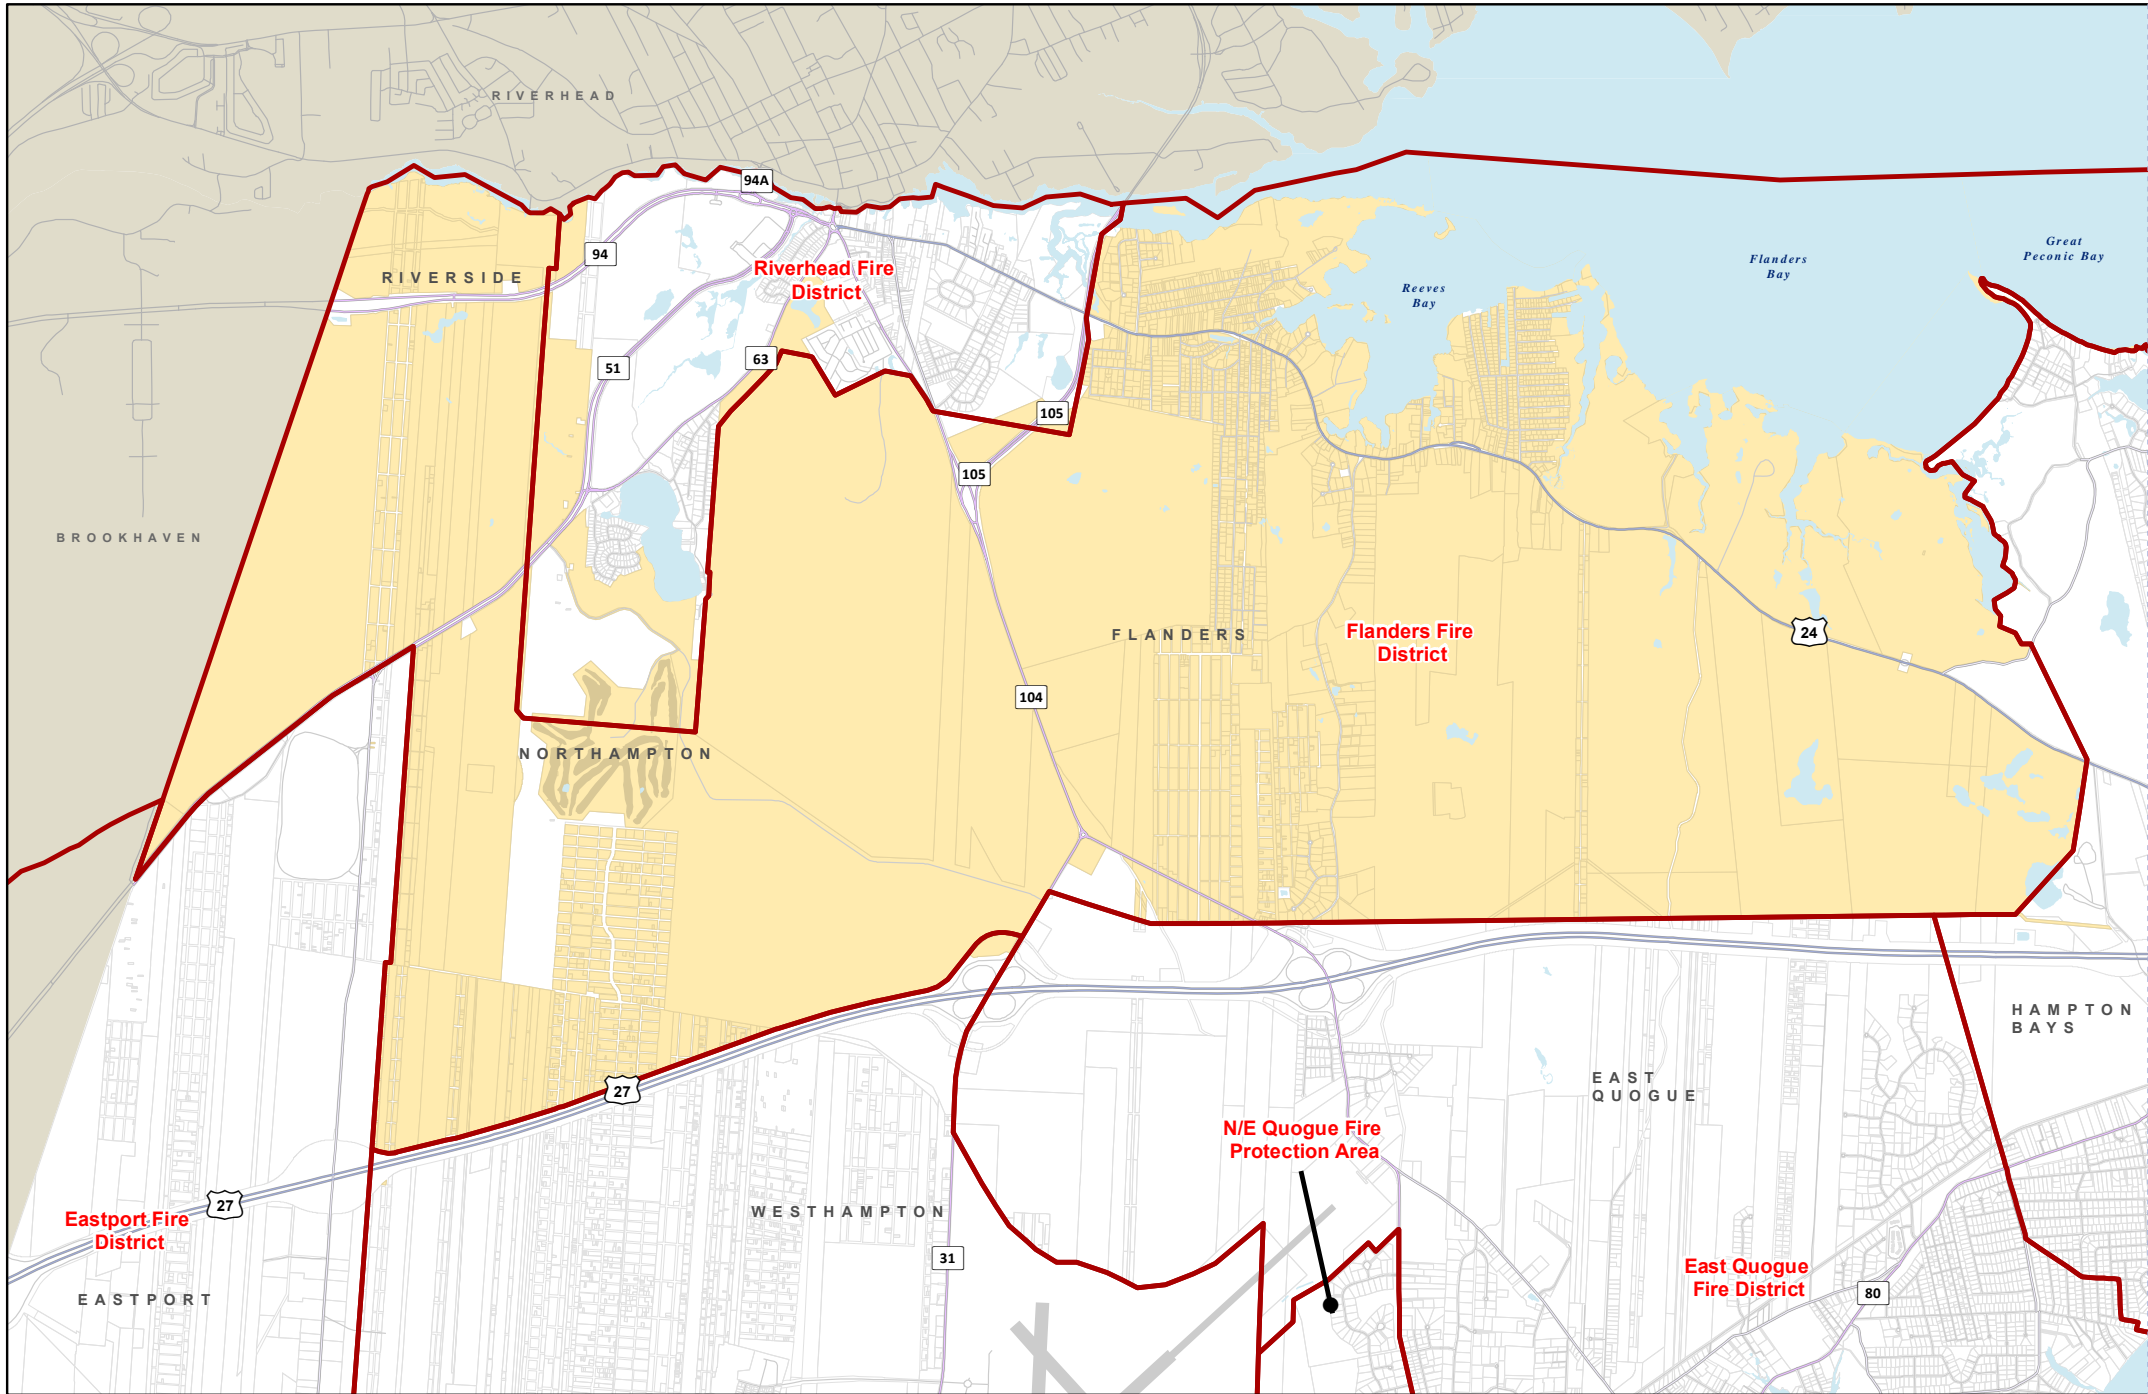 RIVERHEAD
94A
Great
Peconic Bay
94
Flanders
Bay
Riverhead Fire
District
RIVERSIDE
Reeves
Bay
63
51
105
105
BROOKHAVEN
24
FLANDERS
Flanders Fire
District
104
NORTHAMPTON
HAMPTON
BAYS
27
EAST
QUOGUE
N/E Quogue Fire
Protection Area
27
WESTHAMPTON
Eastport Fire
District
31
East Quogue
Fire District
80
EASTPORT